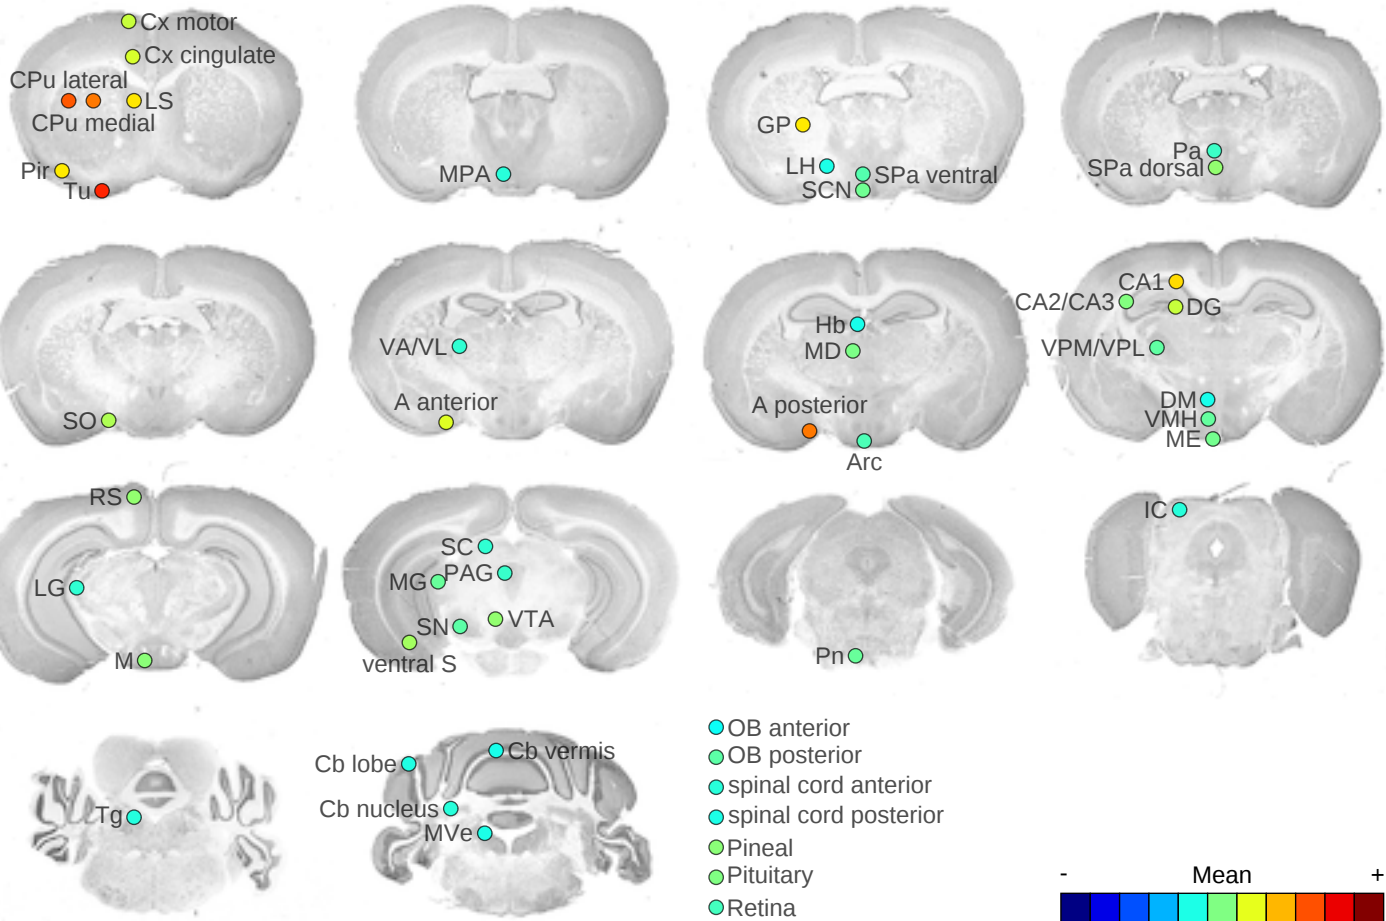 Cx motor
Cx cingulate
CPu lateral
LS
CPu medial
Pir
Tu
MPA
GP
LH
SPa ventral
SCN
Pa
SPa dorsal
SO
VA/VL
A anterior
Hb
MD
A posterior
Arc
CA1
CA2/CA3
DG
VPM/VPL
DM
VMH
ME
RS
LG
M
SC
PAG
MG
VTA
SN
ventral S
Pn
IC
Tg
Cb lobe
Cb vermis
Cb nucleus
MVe
OB anterior
OB posterior
spinal cord anterior
spinal cord posterior
Pineal
Pituitary
Retina
- Mean +